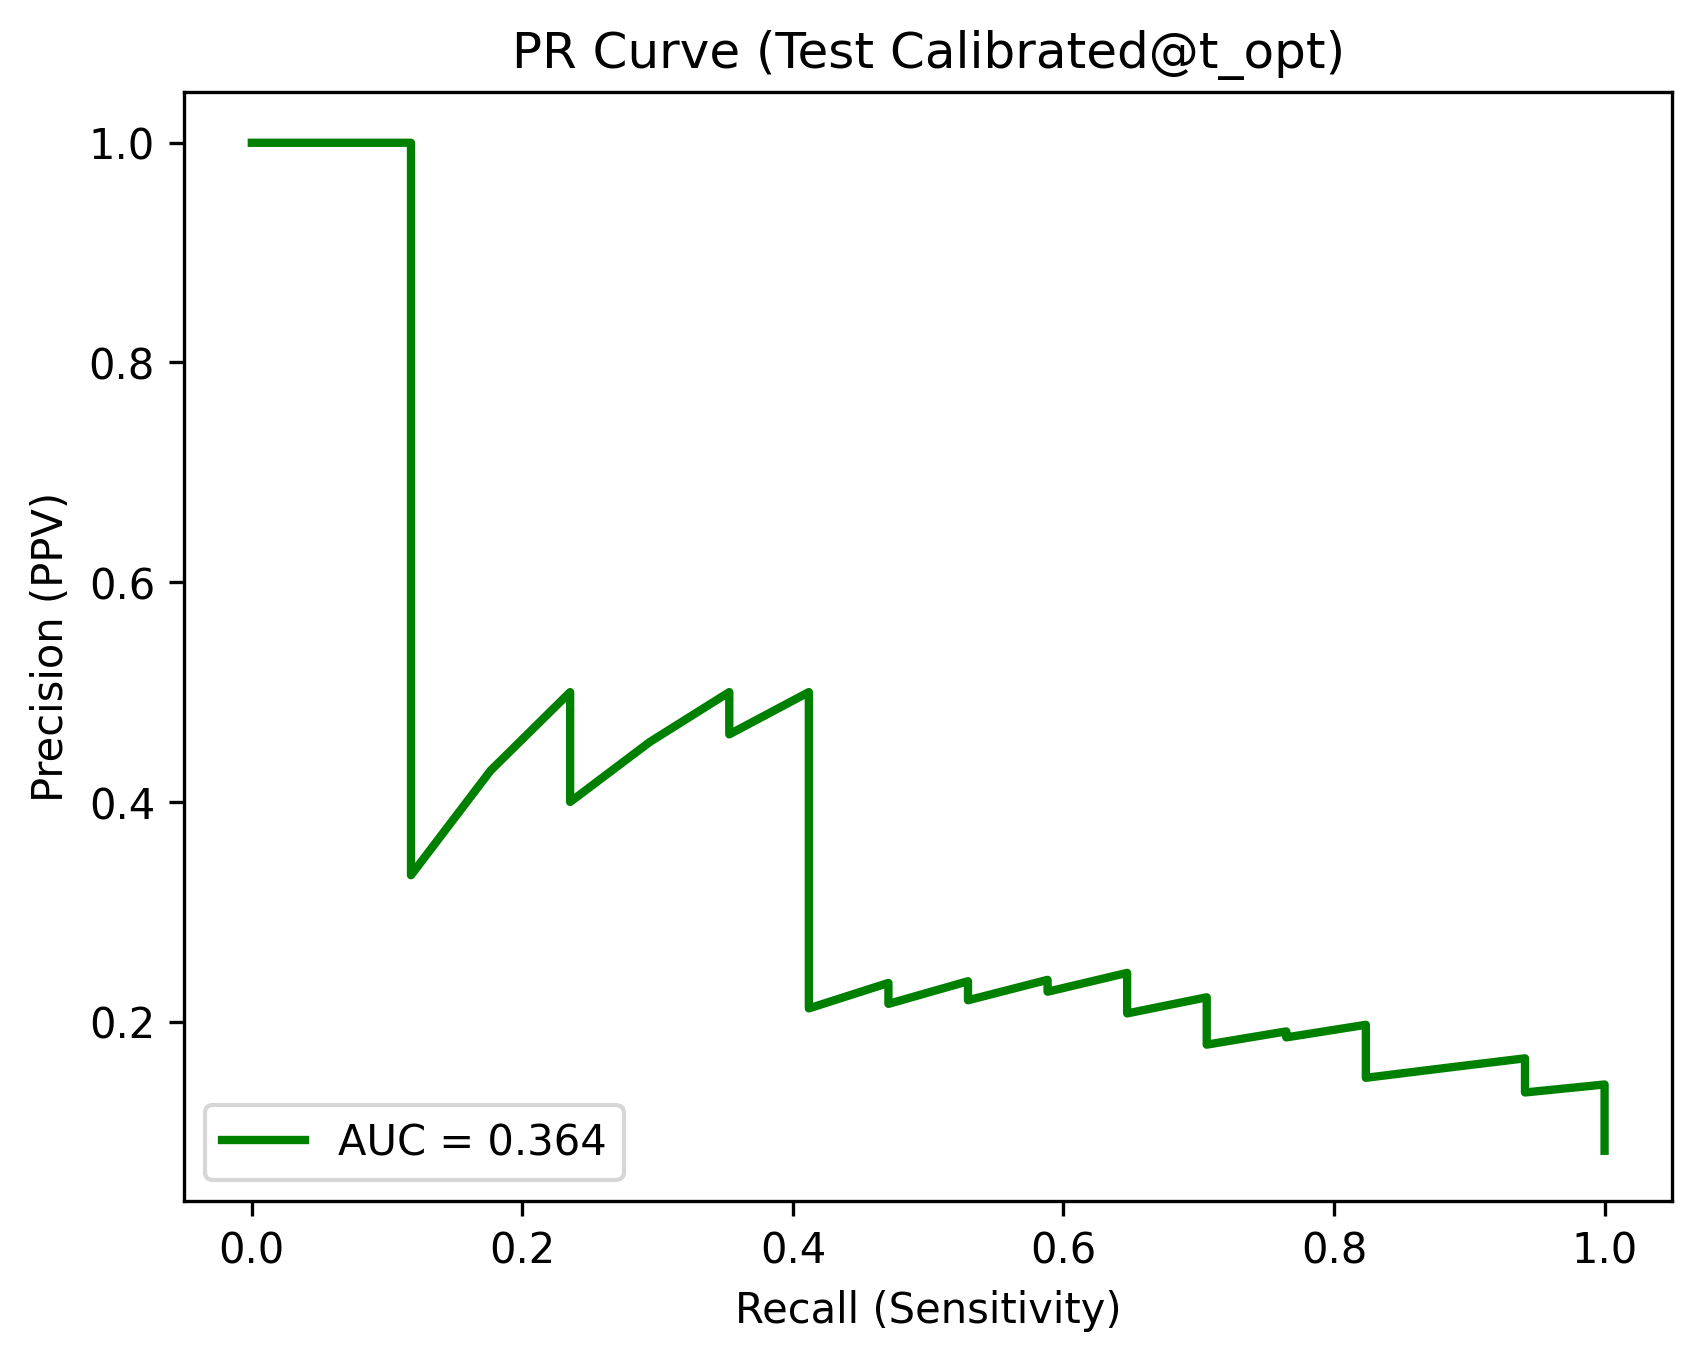 PR Curve (Test Calibrated@t_opt)
Precision (PPV)
1.0
0.8
0.6
0.4
0.2
AUC = 0.364
0.0 0.2 0.4 0.6 0.8 1.0
Recall (Sensitivity)